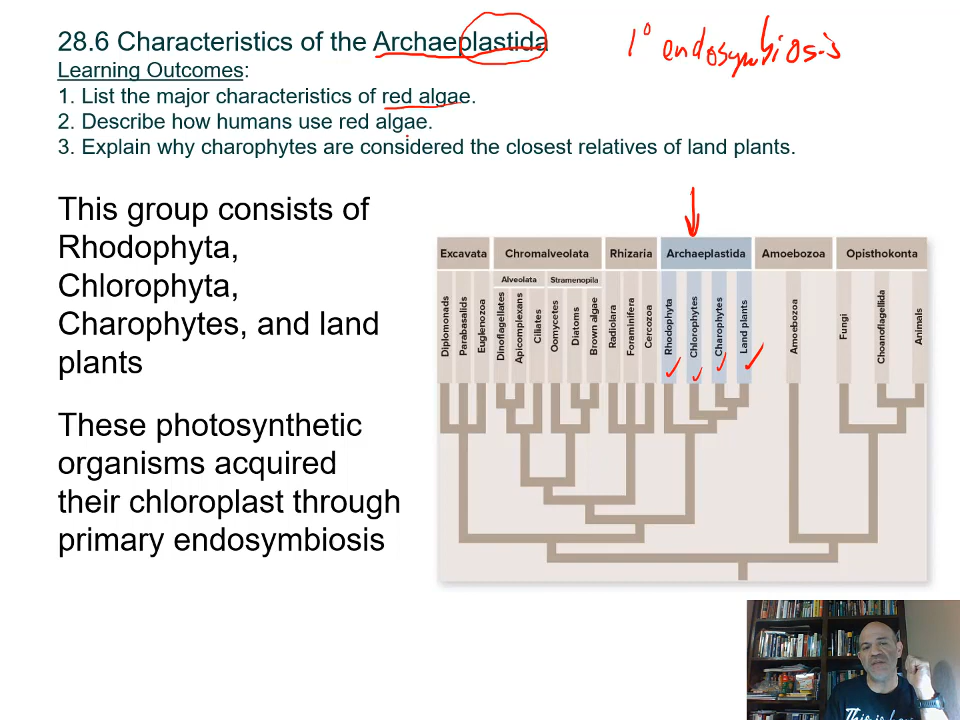 28.6 Characteristics of the Archaeplastida
1° endosymbiosis
Learning Outcomes:
1. List the major characteristics of red algae.
2. Describe how humans use red algae.
3. Explain why charophytes are considered the closest relatives of land plants.
This group consists of
Rhodophyta,
Chlorophyta,
Charophytes, and land
plants
These photosynthetic
organisms acquired
their chloroplast through
primary endosymbiosis
Excavata
Chromalveolata
Rhizaria
Archaeplastida
Amoebozoa
Opisthokonta
Alveolata
Stramenopila
Diplomonads
Parabasalids
Euglenozoa
Dinoflagellates
Apicomplexans
Ciliates
Oomycetes
Diatoms
Brown algae
Radiolara
Foraminifera
Cercozoa
Rhodophyta
Chlorophytes
Charophytes
Land plants
Amoebozoa
Fungi
Choanoflagellida
Animals
This is